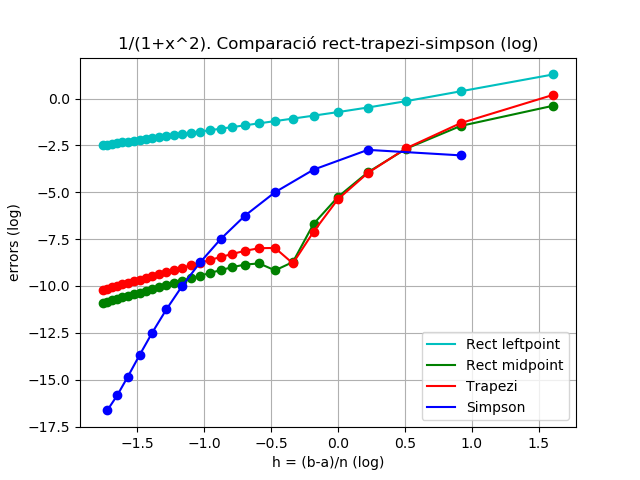 1/(1+x^2). Comparació rect-trapezi-simpson (log)
errors (log)
0.0
−2.5
−5.0
−7.5
−10.0
−12.5
−15.0
−17.5
Rect leftpoint
Rect midpoint
Trapezi
Simpson
−1.5 −1.0 −0.5 0.0 0.5 1.0 1.5
h = (b-a)/n (log)